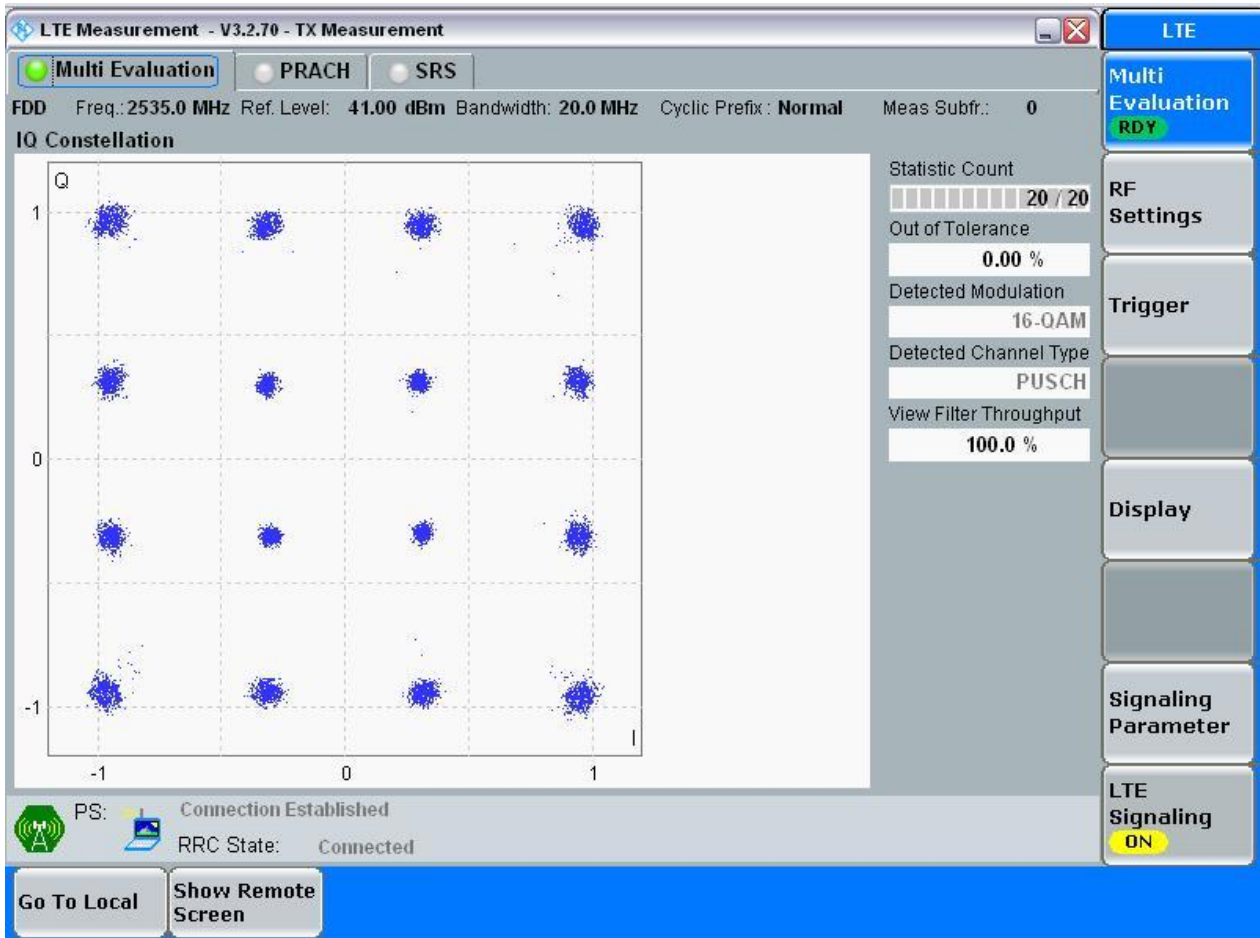 LTE Measurement - V3.2.70 - TX Measurement
LTE
Multi Evaluation PRACH SRS
Multi
Evaluation
RDY
FDD Freq.: 2535.0 MHz Ref. Level: 41.00 dBm Bandwidth: 20.0 MHz Cyclic Prefix : Normal Meas Subfr.: 0
IQ Constellation
Q
1
0
-1
-1 0 1
I
Statistic Count
20 / 20
Out of Tolerance
0.00 %
Detected Modulation
16-QAM
Detected Channel Type
PUSCH
View Filter Throughput
100.0 %
RF
Settings
Trigger
Display
Signaling
Parameter
LTE
Signaling
ON
PS: Connection Established
RRC State: Connected
Go To Local
Show Remote
Screen